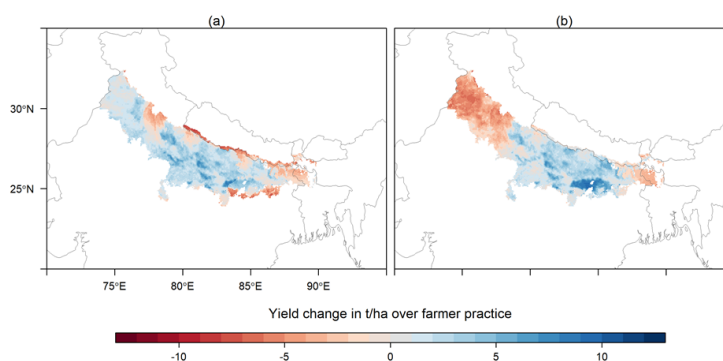 (a)
(b)
30°N
25°N
75°E 80°E 85°E 90°E
Yield change in t/ha over farmer practice
-10 -5 0 5 10